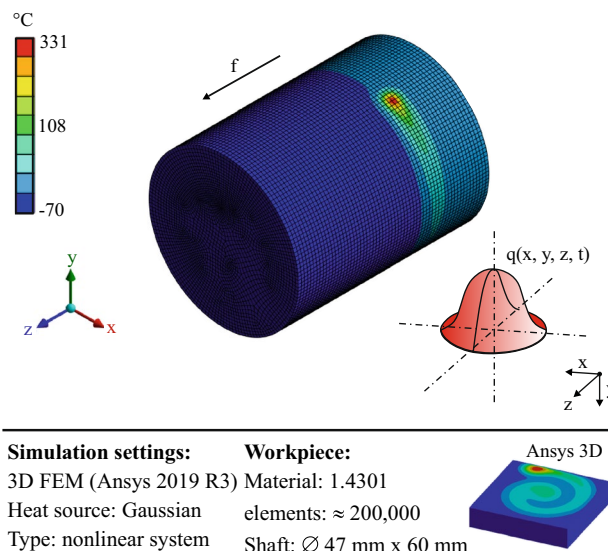 °C
331
108
-70
f
y
z
x
q(x, y, z, t)
x
z
Simulation settings:
3D FEM (Ansys 2019 R3)
Heat source: Gaussian
Type: nonlinear system
Workpiece:
Material: 1.4301
elements: ≈ 200,000
Shaft: ∅ 47 mm x 60 mm
Ansys 3D